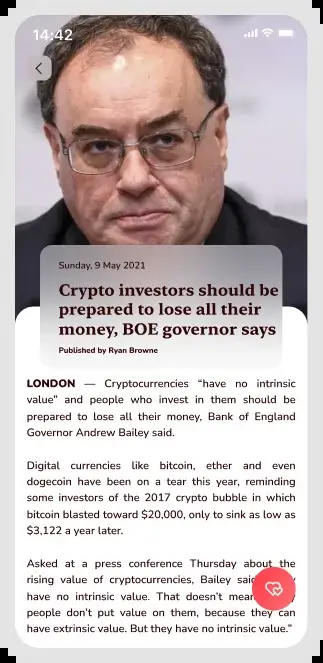 14:42
Sunday, 9 May 2021
Crypto investors should be
prepared to lose all their
money, BOE governor says
Published by Ryan Browne
LONDON — Cryptocurrencies “have no intrinsic
value” and people who invest in them should be
prepared to lose all their money, Bank of England
Governor Andrew Bailey said.
Digital currencies like bitcoin, ether and even
dogecoin have been on a tear this year, reminding
some investors of the 2017 crypto bubble in which
bitcoin blasted toward $20,000, only to sink as low as
$3,122 a year later.
Asked at a press conference Thursday about the
rising value of cryptocurrencies, Bailey
have no intrinsic value. That doesn’t
people don’t put value on them, because they can
have extrinsic value. But they have no intrinsic value.”